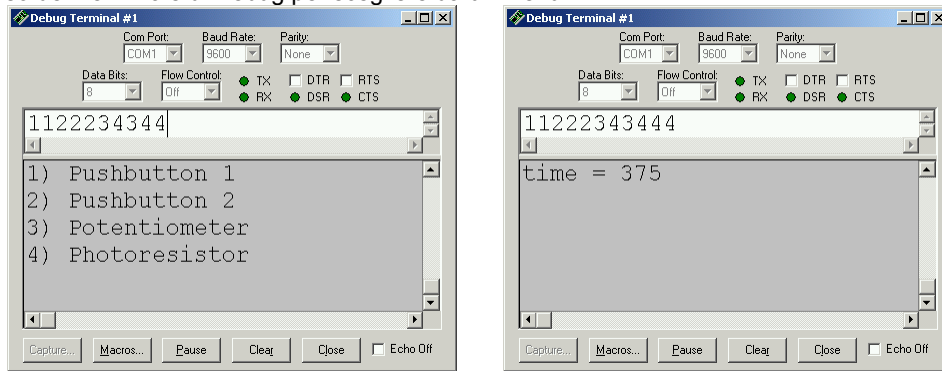 Debug Terminal #1
Com Port: Baud Rate: Parity:
COM1 9600 None
Data Bits: Flow Control: TX DTR RTS
8 Off RX DSR CTS
1122234344
1) Pushbutton 1
2) Pushbutton 2
3) Potentiometer
4) Photoresistor
Capture... Macros... Pause Clear Close Echo Off
Debug Terminal #1
Com Port: Baud Rate: Parity:
COM1 9600 None
Data Bits: Flow Control: TX DTR RTS
8 Off RX DSR CTS
11222343444
time = 375
Capture... Macros... Pause Clear Close Echo Off